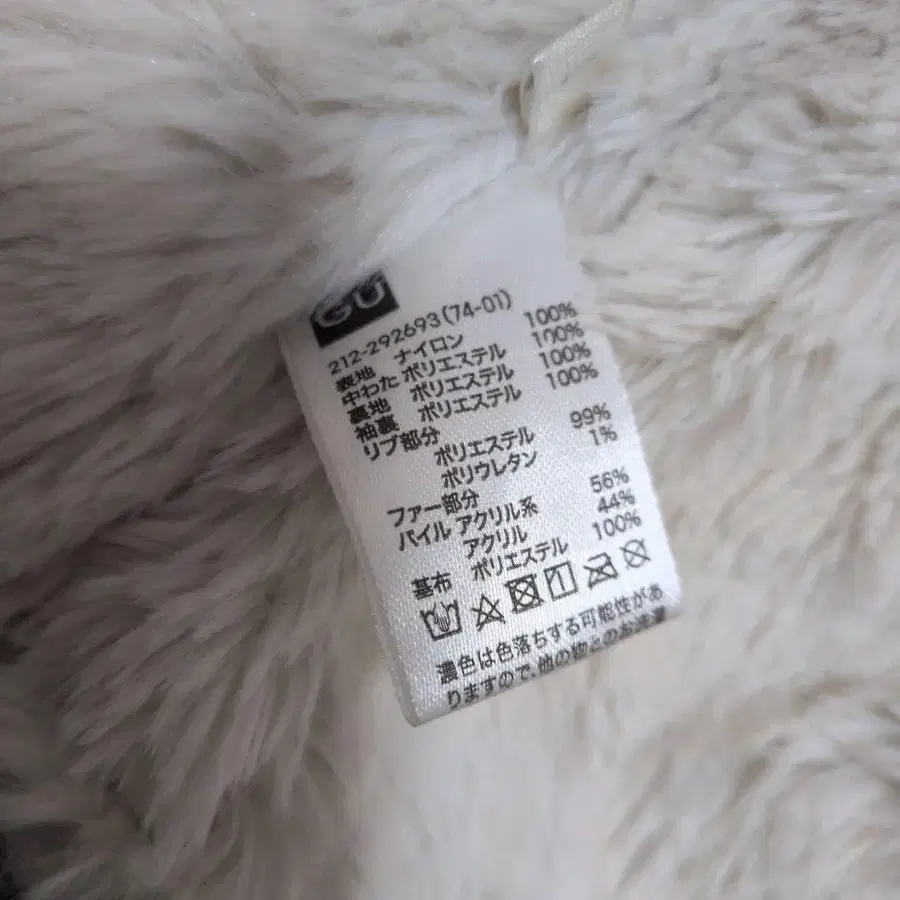 GU
212-292693(74-01)
表地 ナイロン 100%
中わた ポリエステル 100%
裏地 ポリエステル 100%
袖裏 ポリエステル 100%
リブ部分
ポリエステル 99%
ポリウレタン 1%
ファー部分
パイル アクリル系 56%
アクリル 44%
基布 ポリエステル 100%
濃色は色落ちする可能性があ
りますので、他の物とのお洗濯